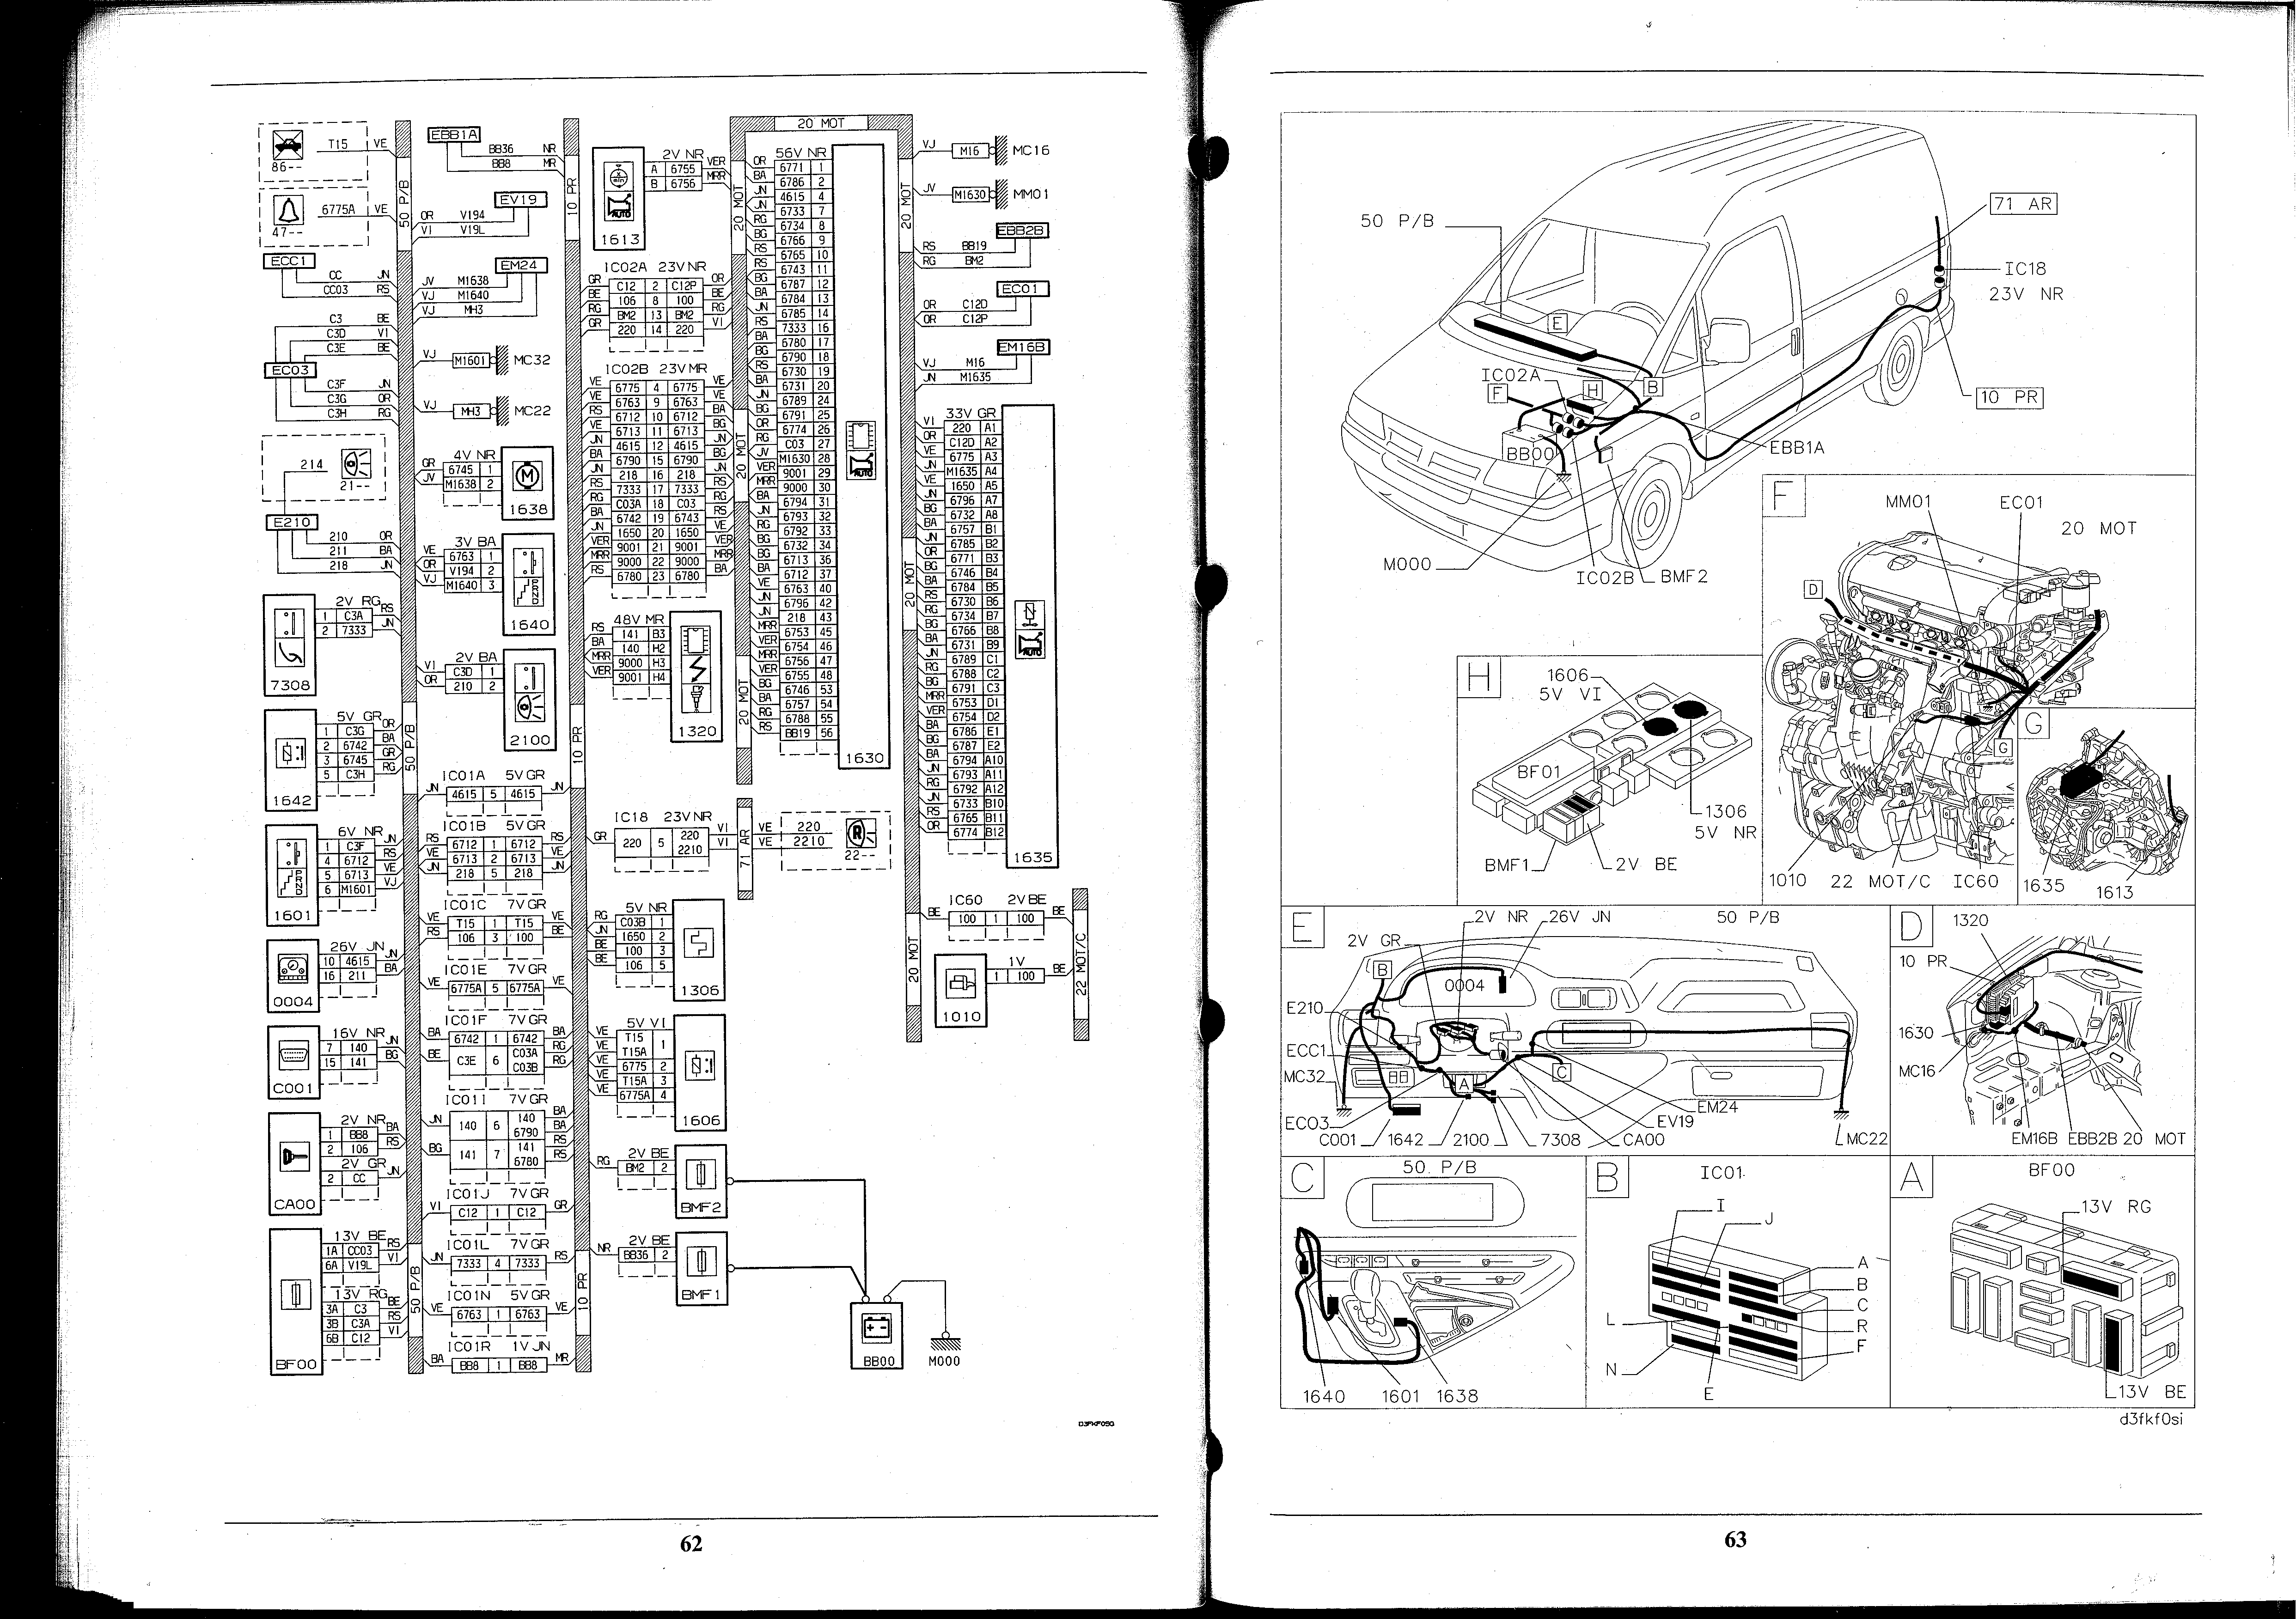 T15 VE
86--
6775A VE
47--
50 P/B
ECC1
CC JN
CC03 RS
C3 BE
C3D VI
C3E BE
EC03
C3F JN
C3G OR
C3H RG
214
21--
E210
210 OR
211 BA
218 JN
2V RG
1 C3A RS
2 7333 JN
7308
5V GR
1 C3G OR
2 6742 BA
3 6745 GR
5 C3H RG
1642
50 P/B
6V NR
1 C3F JN
4 6712 RS
5 6713 VE
6 M1601 VJ
1601
26V JN
10 4615 JN
16 211 BA
0004
16V NR
7 140 JN
15 141 BG
C001
2V NR
1 BB8 BA
2 106 RS
2V GR
2 CC JN
CA00
13V BE
1A CC03 RS
6A V19L VI
13V RG
3A C3 BE
3B C3A RS
6B C12 VI
BF00
50 P/B
EBB1A
BB36 NR
BB8 MR
10 PR
EV19
OR V194
VI V19L
EM24
JV M1638
VJ M1640
VJ MH3
VJ M1601 MC32
VJ MH3 MC22
4V NR
GR 6745 1
JV M1638 2
M
1638
3V BA
VE 6763 1
OR V194 2
VJ M1640 3
PRND
1640
2V BA
VI C3D 1
OR 210 2
2100
10 PR
IC01A 5V GR
JN 4615 5 4615 JN
IC01B 5V GR
RS 6712 1 6712 RS
VE 6713 2 6713 VE
JN 218 5 218 JN
IC01C 7V GR
VE T15 1 T15 VE
RS 106 3 100 BE
IC01E 7V GR
VE 6775A 5 6775A VE
IC01F 7V GR
BA 6742 1 6742 BA
BE C3E 6 C03A RG
C03B RG
IC01I 7V GR
JN 140 6 140 BA
6790 BA
BG 141 7 141 RS
6780 RS
IC01J 7V GR
VI C12 1 C12 GR
IC01L 7V GR
JN 7333 4 7333 RS
IC01N 5V GR
VE 6763 1 6763 VE
IC01R 1V JN
BA BB8 1 BB8 MR
10 PR
2V NR
A 6755 VER
B 6756 MRR
AUTO
1613
IC02A 23V NR
GR C12 2 C12P OR
BE 106 8 100 BE
RG BM2 13 BM2 RG
GR 220 14 220 VI
IC02B 23V MR
VE 6775 4 6775 VE
VE 6763 9 6763 VE
RS 6712 10 6712 BA
VE 6713 11 6713 BG
JN 4615 12 4615 JN
BA 6790 15 6790 BG
JN 218 16 218 JN
RS 7333 17 7333 RS
RG C03A 18 C03 RG
BA 6742 19 6743 RS
JN 1650 20 1650 VE
VER 9001 21 9001 VER
MRR 9000 22 9000 MRR
RS 6780 23 6780 BA
48V MR
RS 141 B3
BA 140 H2
MRR 9000 H3
VER 9001 H4
1320
IC18 23V NR
GR 220 5 220 VI
2210 VI
71 AR
VE 220
VE 2210
R
22--
5V NR
RG C03B 1
JN 1650 2
BE 100 3
BE 106 5
1306
5V VI
VE T15 1
VE T15A
VE 6775 2
VE T15A 3
VE 6775A 4
1606
2V BE
RG BM2 2
BMF2
2V BE
NR BB36 2
BMF1
BB00
M000
20 MOT
20 MOT
20 MOT
20 MOT
56V NR
OR 6771 1
BA 6786 2
JN 4615 4
JN 6733 7
RG 6734 8
BG 6766 9
RS 6765 10
BG 6743 11
BG 6787 12
BA 6784 13
JN 6785 14
RS 7333 16
BA 6780 17
BG 6790 18
RS 6730 19
BA 6731 20
JN 6789 24
BG 6791 25
OR 6774 26
RG C03 27
JV M1630 28
VER 9001 29
MRR 9000 30
BA 6794 31
JN 6793 32
RG 6792 33
BG 6732 34
BG 6713 36
BA 6712 37
VE 6763 40
JN 6796 42
JN 218 43
MRR 6753 45
VER 6754 46
MRR 6756 47
VER 6755 48
BG 6746 53
BA 6757 54
RG 6788 55
RS BB19 56
AUTO
1630
20 MOT
20 MOT
20 MOT
VJ M16 MC16
JV M1630 MM01
EBB2B
RS BB19
RG BM2
EC01
OR C12D
OR C12P
EM16B
VJ M16
JN M1635
33V GR
VI 220 A1
OR C12D A2
VE 6775 A3
JN M1635 A4
VE 1650 A5
JN 6796 A7
BG 6732 A8
BA 6757 B1
JN 6785 B2
OR 6771 B3
BG 6746 B4
BA 6784 B5
RS 6730 B6
RG 6734 B7
BG 6766 B8
BA 6731 B9
JN 6789 C1
RG 6788 C2
BG 6791 C3
MRR 6753 D1
VER 6754 D2
BA 6786 E1
BG 6787 E2
BA 6794 A10
JN 6793 A11
RG 6792 A12
JN 6733 B10
RS 6765 B11
OR 6774 B12
AUTO
1635
IC60 2V BE
BE 100 1 100 BE
1V
1 100 BE
1010
22 MOT/C
D3FKF09G
62
50 P/B
71 AR
IC18
23V NR
E
IC02A
H
B
F
10 PR
EBB1A
BB00
M000
IC02B
BMF2
F
MM01
EC01
20 MOT
D
G
1010
22 MOT/C
IC60
G
1635
1613
H
1606
5V VI
BF01
1306
5V NR
BMF1
2V BE
E
2V NR
26V JN
50 P/B
2V GR
B
0004
E210
ECC1
MC32
A
C
EM24
EC03
EV19
C001
1642
2100
7308
CA00
MC22
D
1320
10 PR
1630
MC16
EM16B
EBB2B
20 MOT
C
50. P/B
1640
1601
1638
B
IC01
I
J
A
B
C
L
R
F
N
E
A
BF00
13V RG
13V BE
d3fkf0si
63